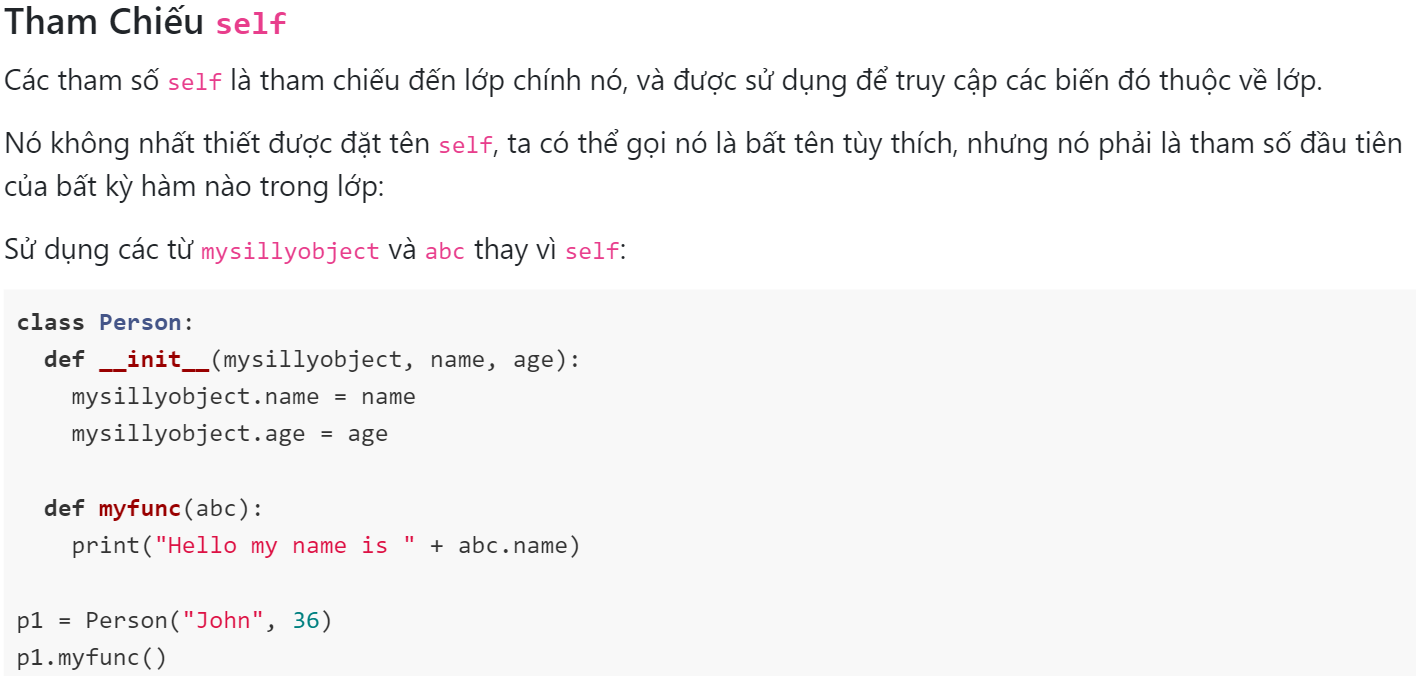 Tham Chiếu self
Các tham số self là tham chiếu đến lớp chính nó, và được sử dụng để truy cập các biến đó thuộc về lớp.
Nó không nhất thiết được đặt tên self, ta có thể gọi nó là bất tên tùy thích, nhưng nó phải là tham số đầu tiên
của bất kỳ hàm nào trong lớp:
Sử dụng các từ mysillyobject và abc thay vì self:
class Person:
  def __init__(mysillyobject, name, age):
    mysillyobject.name = name
    mysillyobject.age = age
  def myfunc(abc):
    print("Hello my name is " + abc.name)
p1 = Person("John", 36)
p1.myfunc()